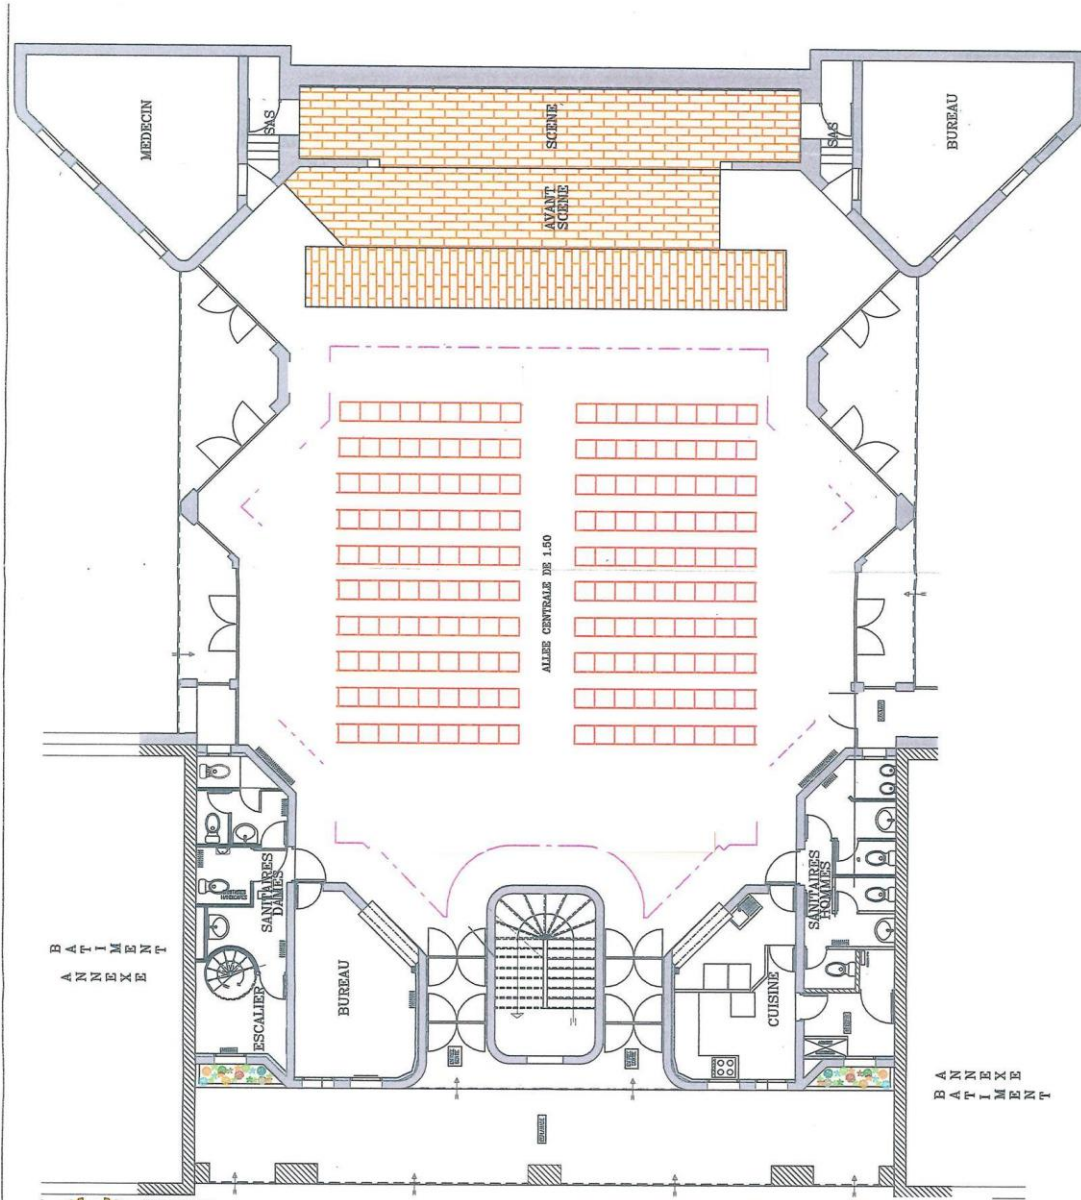 MEDECIN
SAS
SCENE
SAS
BUREAU
AVANT
SCENE
ALLEE CENTRALE DE 1.50
SANITAIRES
DAMES
SANITAIRES
HOMMES
ESCALIER
BUREAU
CUISINE
BATIMENT
ANNEXE
BATIMENT
ANNEXE